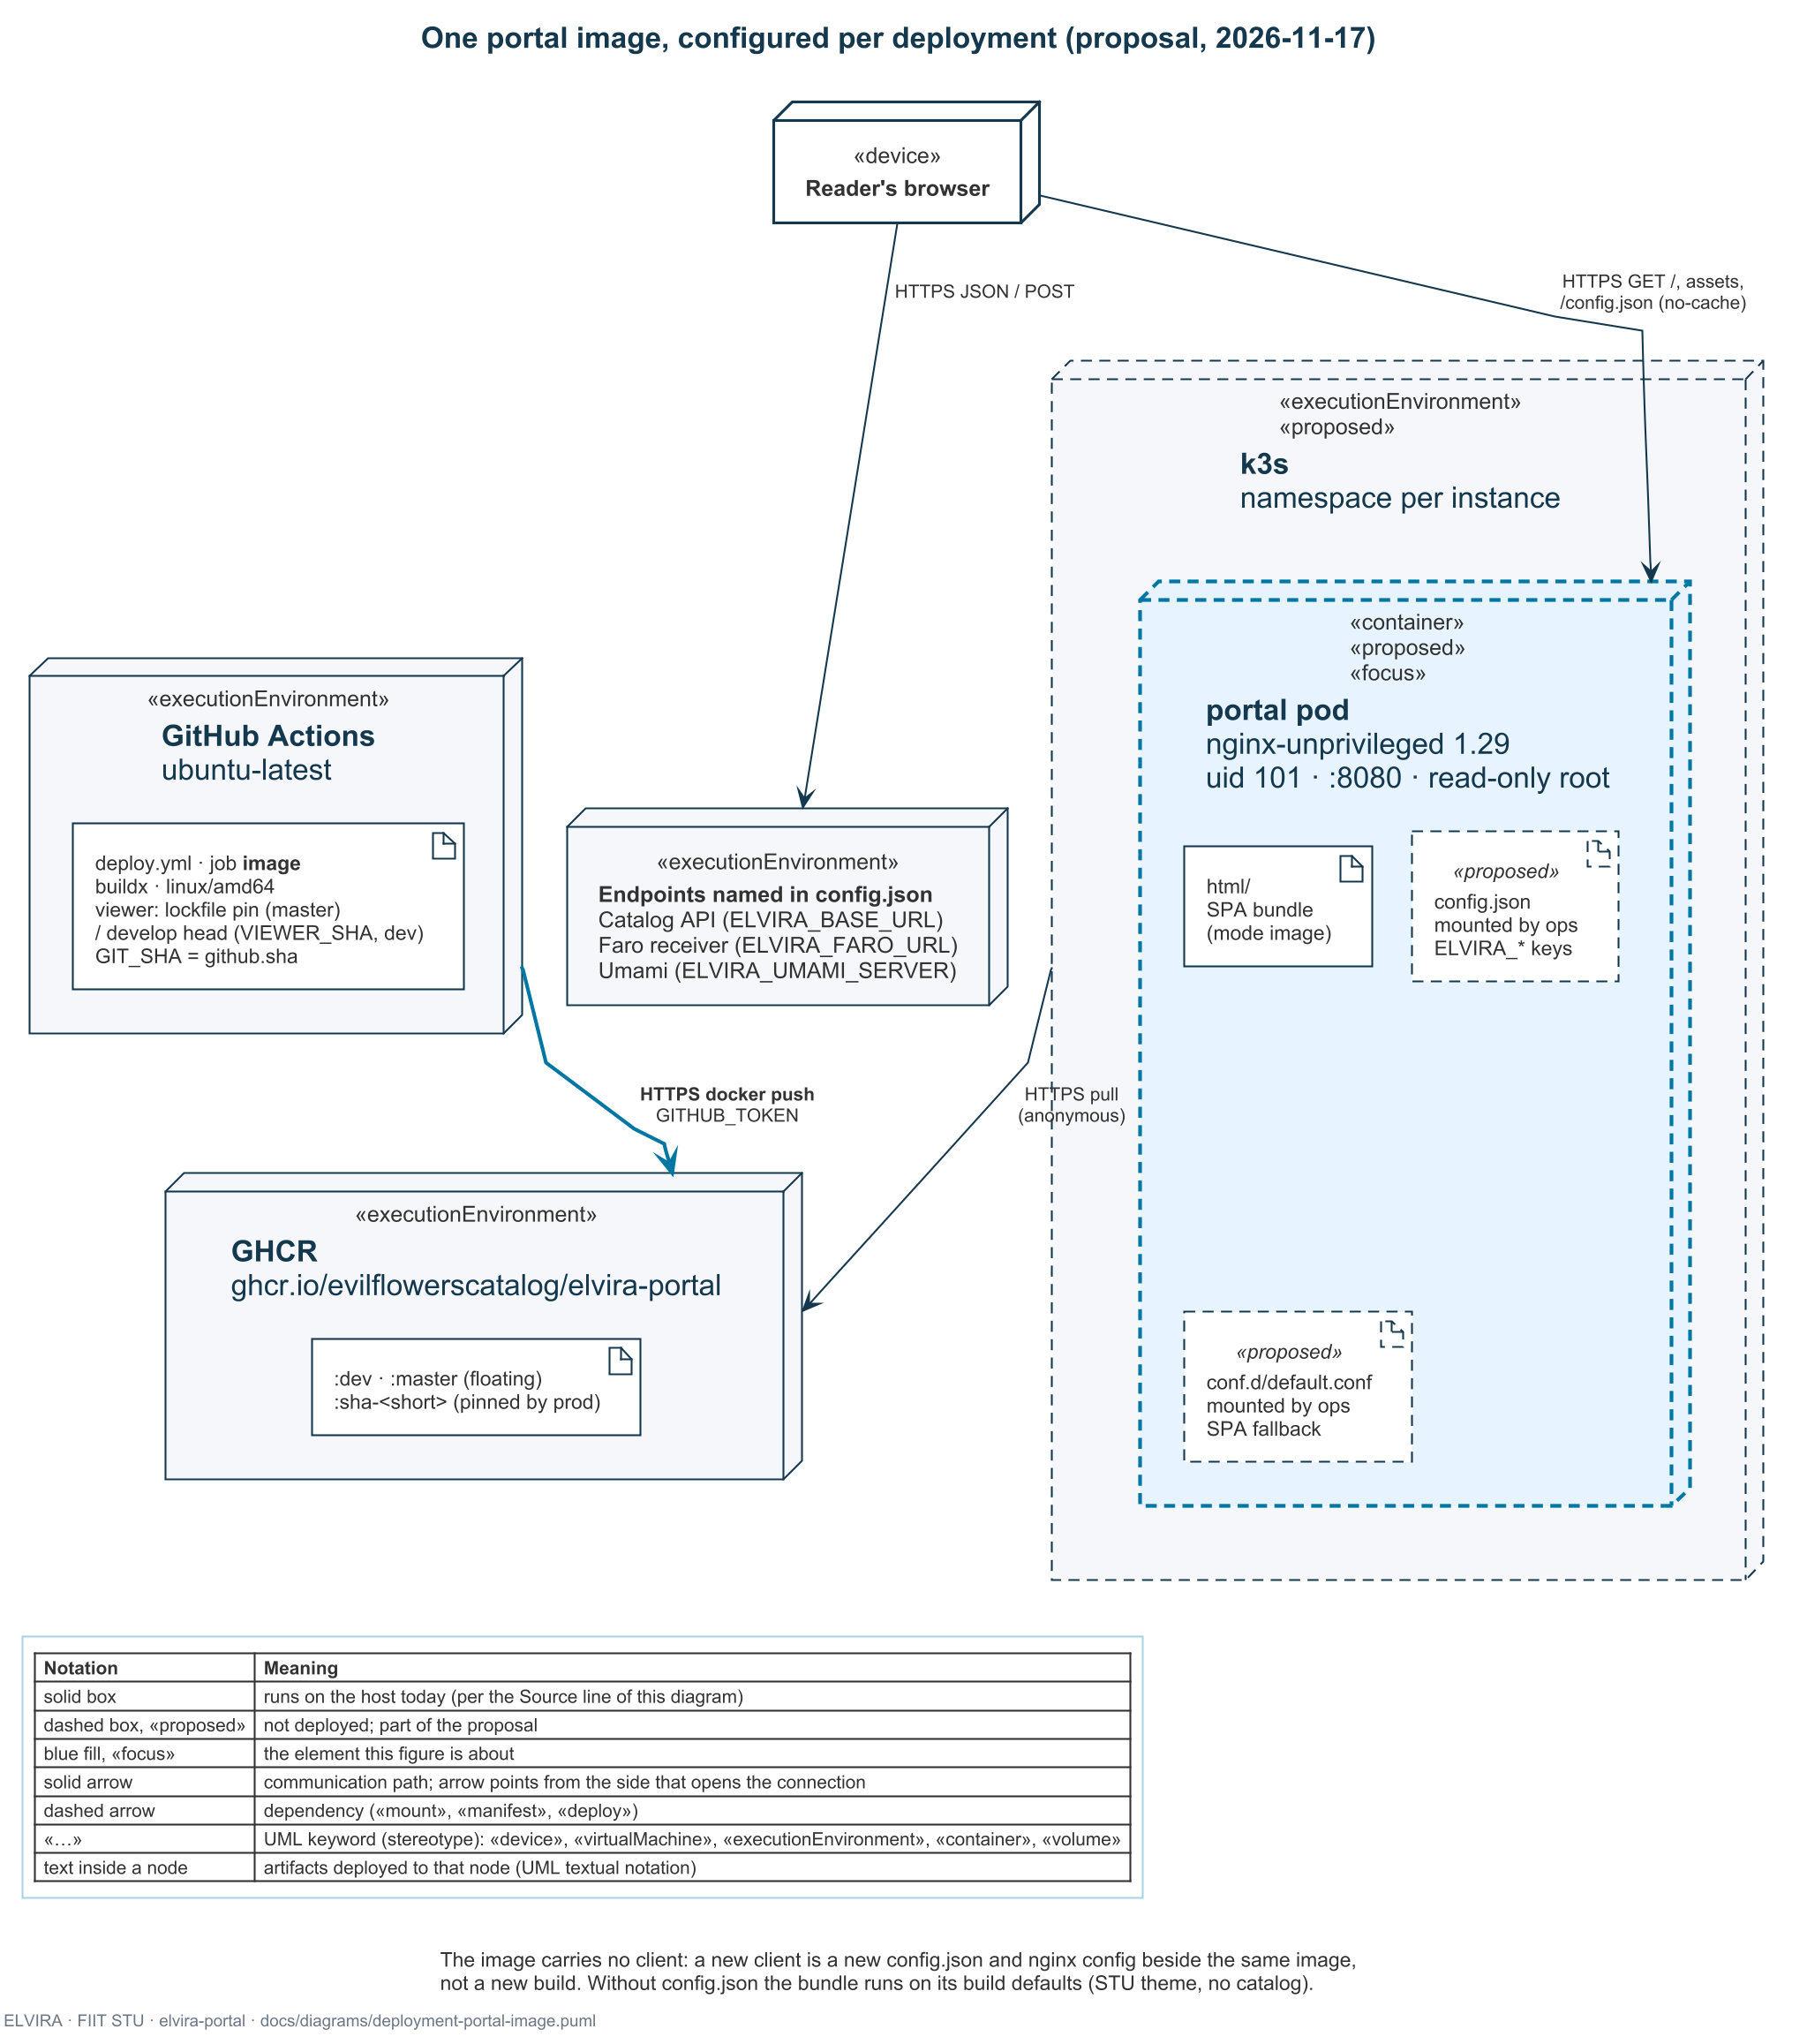 One portal image, configured per deployment (proposal, 2026-11-17)
«device»
Reader's browser
HTTPS JSON / POST
HTTPS GET /, assets,
/config.json (no-cache)
«executionEnvironment»
«proposed»
k3s
namespace per instance
«container»
«proposed»
«focus»
portal pod
nginx-unprivileged 1.29
uid 101 · :8080 · read-only root
html/
SPA bundle
(mode image)
«proposed»
config.json
mounted by ops
ELVIRA_* keys
«proposed»
conf.d/default.conf
mounted by ops
SPA fallback
«executionEnvironment»
GitHub Actions
ubuntu-latest
deploy.yml · job image
buildx · linux/amd64
viewer: lockfile pin (master)
/ develop head (VIEWER_SHA, dev)
GIT_SHA = github.sha
«executionEnvironment»
Endpoints named in config.json
Catalog API (ELVIRA_BASE_URL)
Faro receiver (ELVIRA_FARO_URL)
Umami (ELVIRA_UMAMI_SERVER)
HTTPS docker push
GITHUB_TOKEN
HTTPS pull
(anonymous)
«executionEnvironment»
GHCR
ghcr.io/evilflowerscatalog/elvira-portal
:dev · :master (floating)
:sha-<short> (pinned by prod)
Notation Meaning
solid box runs on the host today (per the Source line of this diagram)
dashed box, «proposed» not deployed; part of the proposal
blue fill, «focus» the element this figure is about
solid arrow communication path; arrow points from the side that opens the connection
dashed arrow dependency («mount», «manifest», «deploy»)
«…» UML keyword (stereotype): «device», «virtualMachine», «executionEnvironment», «container», «volume»
text inside a node artifacts deployed to that node (UML textual notation)
The image carries no client: a new client is a new config.json and nginx config beside the same image,
not a new build. Without config.json the bundle runs on its build defaults (STU theme, no catalog).
ELVIRA · FIIT STU · elvira-portal · docs/diagrams/deployment-portal-image.puml